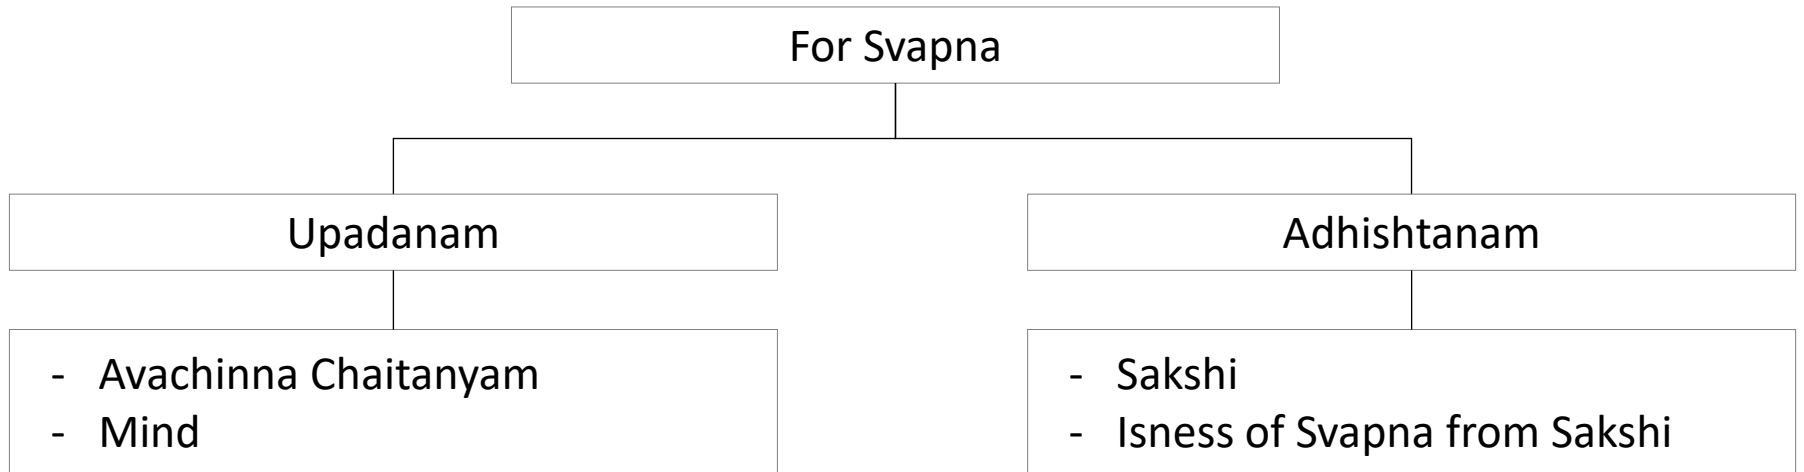 For Svapna
Upadanam
Adhishtanam
- Avachinna Chaitanyam
- Mind
- Sakshi
- Isness of Svapna from Sakshi